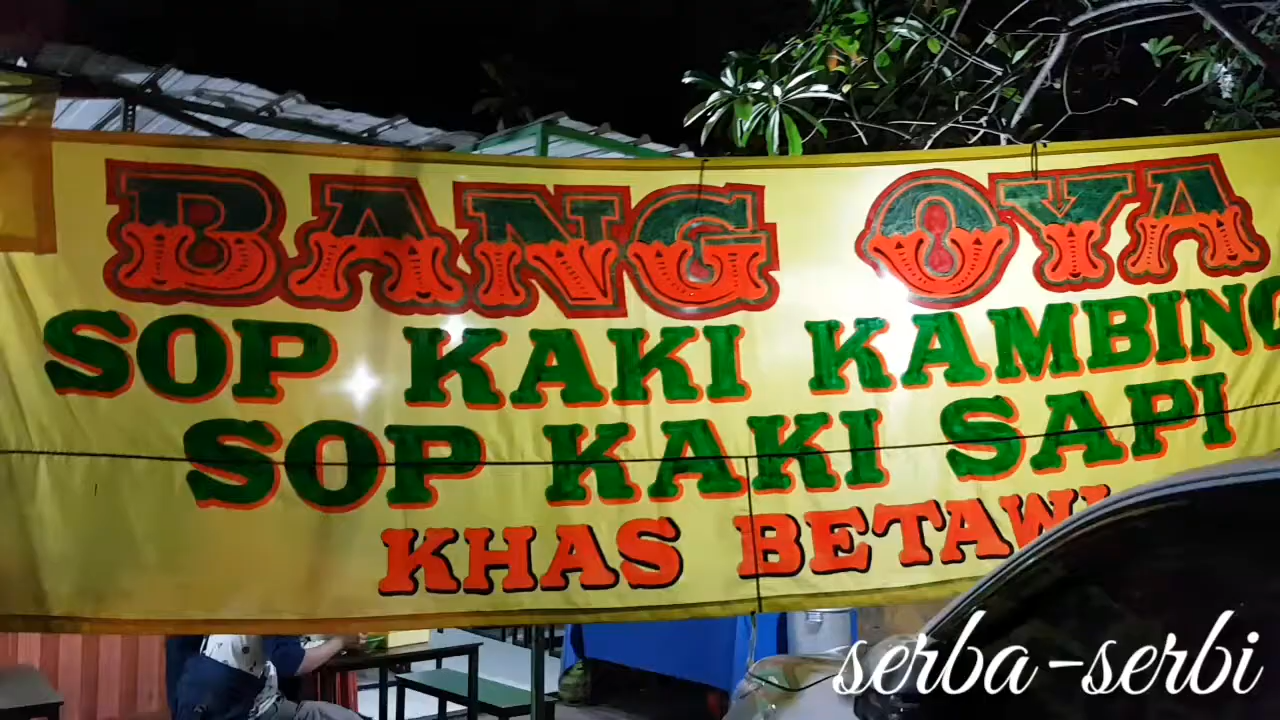 BANG OYA
SOP KAKI KAMBING
SOP KAKI SAPI
KHAS BETAWI
serba-serbi